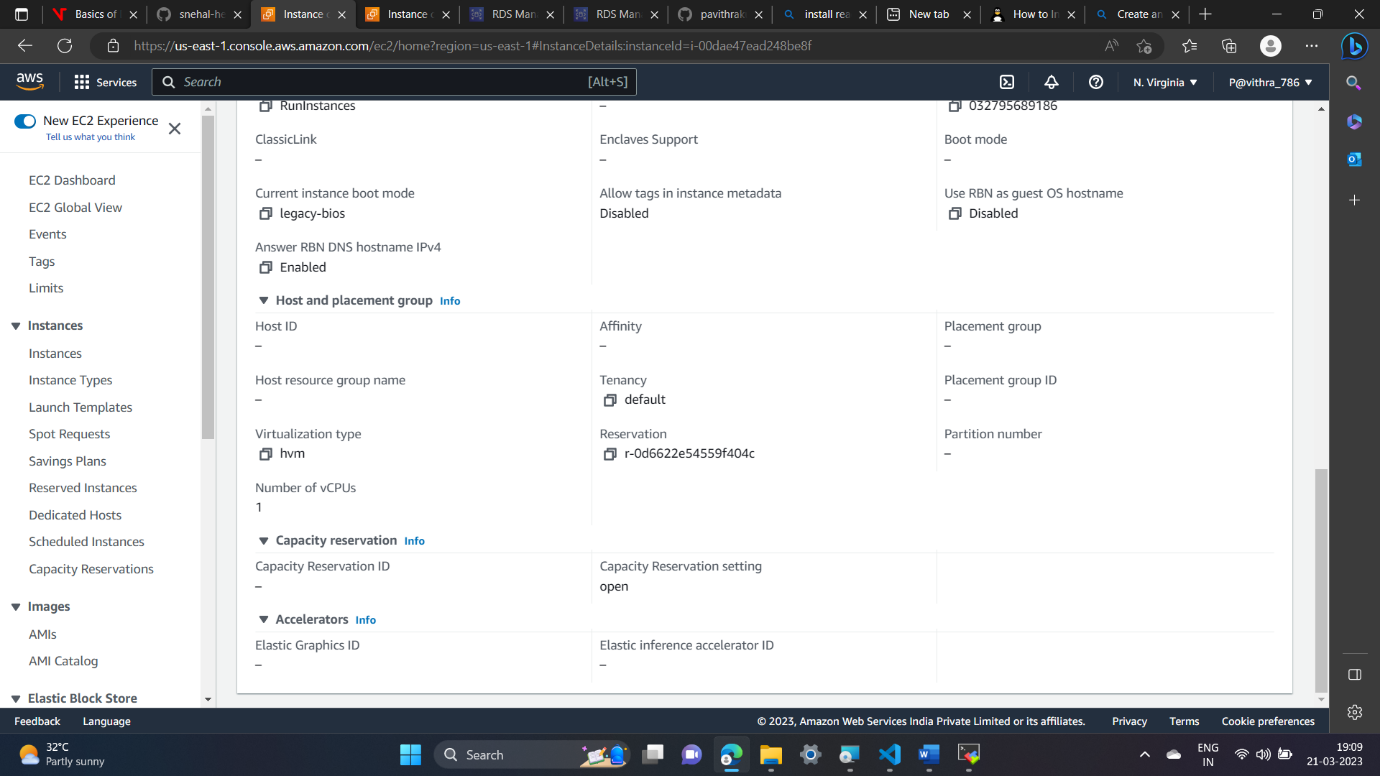 Basics of
snehal-he
Instance
Instance
RDS Man
RDS Man
pavithrak
install rea
New tab
How to In
Create an
https://us-east-1.console.aws.amazon.com/ec2/home?region=us-east-1#InstanceDetails:instanceId=i-00dae47ead248be8f
aws
Services
Search
[Alt+S]
N. Virginia
P@vithra_786
New EC2 Experience
Tell us what you think
EC2 Dashboard
EC2 Global View
Events
Tags
Limits
Instances
Instances
Instance Types
Launch Templates
Spot Requests
Savings Plans
Reserved Instances
Dedicated Hosts
Scheduled Instances
Capacity Reservations
Images
AMIs
AMI Catalog
Elastic Block Store
RunInstances
–
032795689186
ClassicLink
Enclaves Support
Boot mode
–
–
–
Current instance boot mode
Allow tags in instance metadata
Use RBN as guest OS hostname
legacy-bios
Disabled
Disabled
Answer RBN DNS hostname IPv4
Enabled
Host and placement group Info
Host ID
Affinity
Placement group
–
–
–
Host resource group name
Tenancy
Placement group ID
–
default
–
Virtualization type
Reservation
Partition number
hvm
r-0d6622e54559f404c
–
Number of vCPUs
1
Capacity reservation Info
Capacity Reservation ID
Capacity Reservation setting
–
open
Accelerators Info
Elastic Graphics ID
Elastic inference accelerator ID
–
–
Feedback
Language
© 2023, Amazon Web Services India Private Limited or its affiliates.
Privacy
Terms
Cookie preferences
32°C
Partly sunny
Search
ENG
IN
19:09
21-03-2023